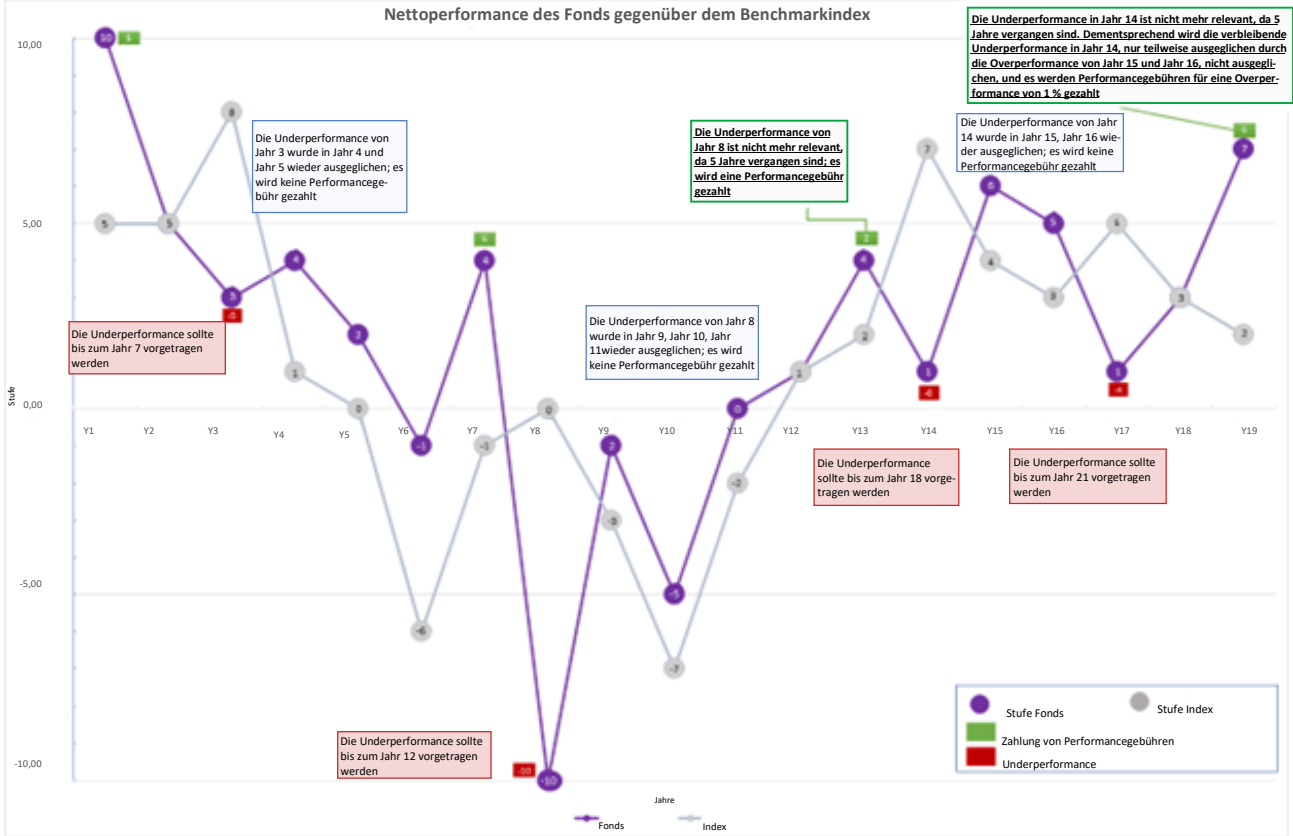 Nettoperformance des Fonds gegenüber dem Benchmarkindex
Die Underperformance in Jahr 14 ist nicht mehr relevant, da 5
Jahre vergangen sind. Dementsprechend wird die verbleibende
Underperformance in Jahr 14, nur teilweise ausgeglichen durch
die Overperformance von Jahr 15 und Jahr 16, nicht ausgegli-
chen, und es werden Performancegebühren für eine Overper-
formance von 1 % gezahlt
Die Underperformance von
Jahr 3 wurde in Jahr 4 und
Jahr 5 wieder ausgeglichen; es
wird keine Performancege-
bühr gezahlt
Die Underperformance von
Jahr 8 ist nicht mehr relevant,
da 5 Jahre vergangen sind; es
wird eine Performancegebühr
gezahlt
Die Underperformance von Jahr
14 wurde in Jahr 15, Jahr 16 wie-
der ausgeglichen; es wird keine
Performancegebühr gezahlt
Die Underperformance sollte
bis zum Jahr 7 vorgetragen
werden
Die Underperformance von Jahr 8
wurde in Jahr 9, Jahr 10, Jahr
11wieder ausgeglichen; es wird
keine Performancegebühr gezahlt
Die Underperformance
sollte bis zum Jahr 18 vorge-
tragen werden
Die Underperformance sollte
bis zum Jahr 21 vorgetragen
werden
Die Underperformance sollte
bis zum Jahr 12 vorgetragen
werden
10,00
5,00
0,00
-5,00
-10,00
Stufe
Y1 Y2 Y3 Y4 Y5 Y6 Y7 Y8 Y9 Y10 Y11 Y12 Y13 Y14 Y15 Y16 Y17 Y18 Y19
10 3 4 2 -1 4 -10 2 -5 0 4 1 6 5 1 7
5 5 8 1 0 -6 -1 0 -3 -7 -2 1 2 7 4 3 3 2
Stufe Fonds
Stufe Index
Zahlung von Performancegebühren
Underperformance
Jahre
Fonds
Index